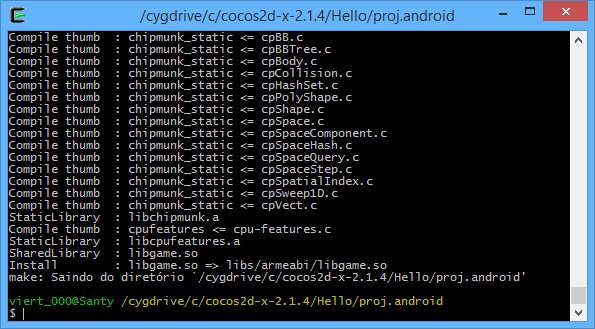 /cygdrive/c/cocos2d-x-2.1.4/Hello/proj.android
Compile thumb  : chipmunk_static <= cpBB.c
Compile thumb  : chipmunk_static <= cpBBTree.c
Compile thumb  : chipmunk_static <= cpBody.c
Compile thumb  : chipmunk_static <= cpCollision.c
Compile thumb  : chipmunk_static <= cpHashSet.c
Compile thumb  : chipmunk_static <= cpPolyShape.c
Compile thumb  : chipmunk_static <= cpShape.c
Compile thumb  : chipmunk_static <= cpSpace.c
Compile thumb  : chipmunk_static <= cpSpaceComponent.c
Compile thumb  : chipmunk_static <= cpSpaceHash.c
Compile thumb  : chipmunk_static <= cpSpaceQuery.c
Compile thumb  : chipmunk_static <= cpSpaceStep.c
Compile thumb  : chipmunk_static <= cpSpatialIndex.c
Compile thumb  : chipmunk_static <= cpSweep1D.c
Compile thumb  : chipmunk_static <= cpVect.c
StaticLibrary  : libchipmunk.a
Compile thumb  : cpufeatures <= cpu-features.c
StaticLibrary  : libcpufeatures.a
SharedLibrary  : libgame.so
Install        : libgame.so => libs/armeabi/libgame.so
make: Saindo do diretório `/cygdrive/c/cocos2d-x-2.1.4/Hello/proj.android'
viert_000@Santy /cygdrive/c/cocos2d-x-2.1.4/Hello/proj.android
$